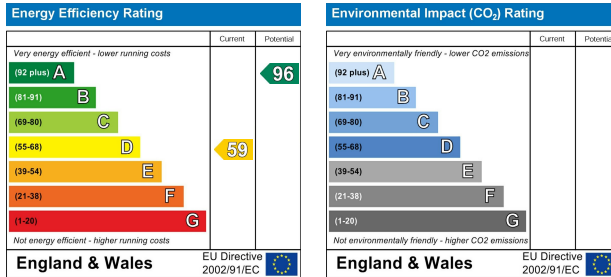 Energy Efficiency Rating
Current
Potential
Very energy efficient - lower running costs
(92 plus) A
(81-91) B
(69-80) C
(55-68) D
(39-54) E
(21-38) F
(1-20) G
96
59
Not energy efficient - higher running costs
England & Wales
EU Directive
2002/91/EC
Environmental Impact (CO₂) Rating
Current
Potential
Very environmentally friendly - lower CO2 emissions
(92 plus) A
(81-91) B
(69-80) C
(55-68) D
(39-54) E
(21-38) F
(1-20) G
Not environmentally friendly - higher CO2 emissions
England & Wales
EU Directive
2002/91/EC